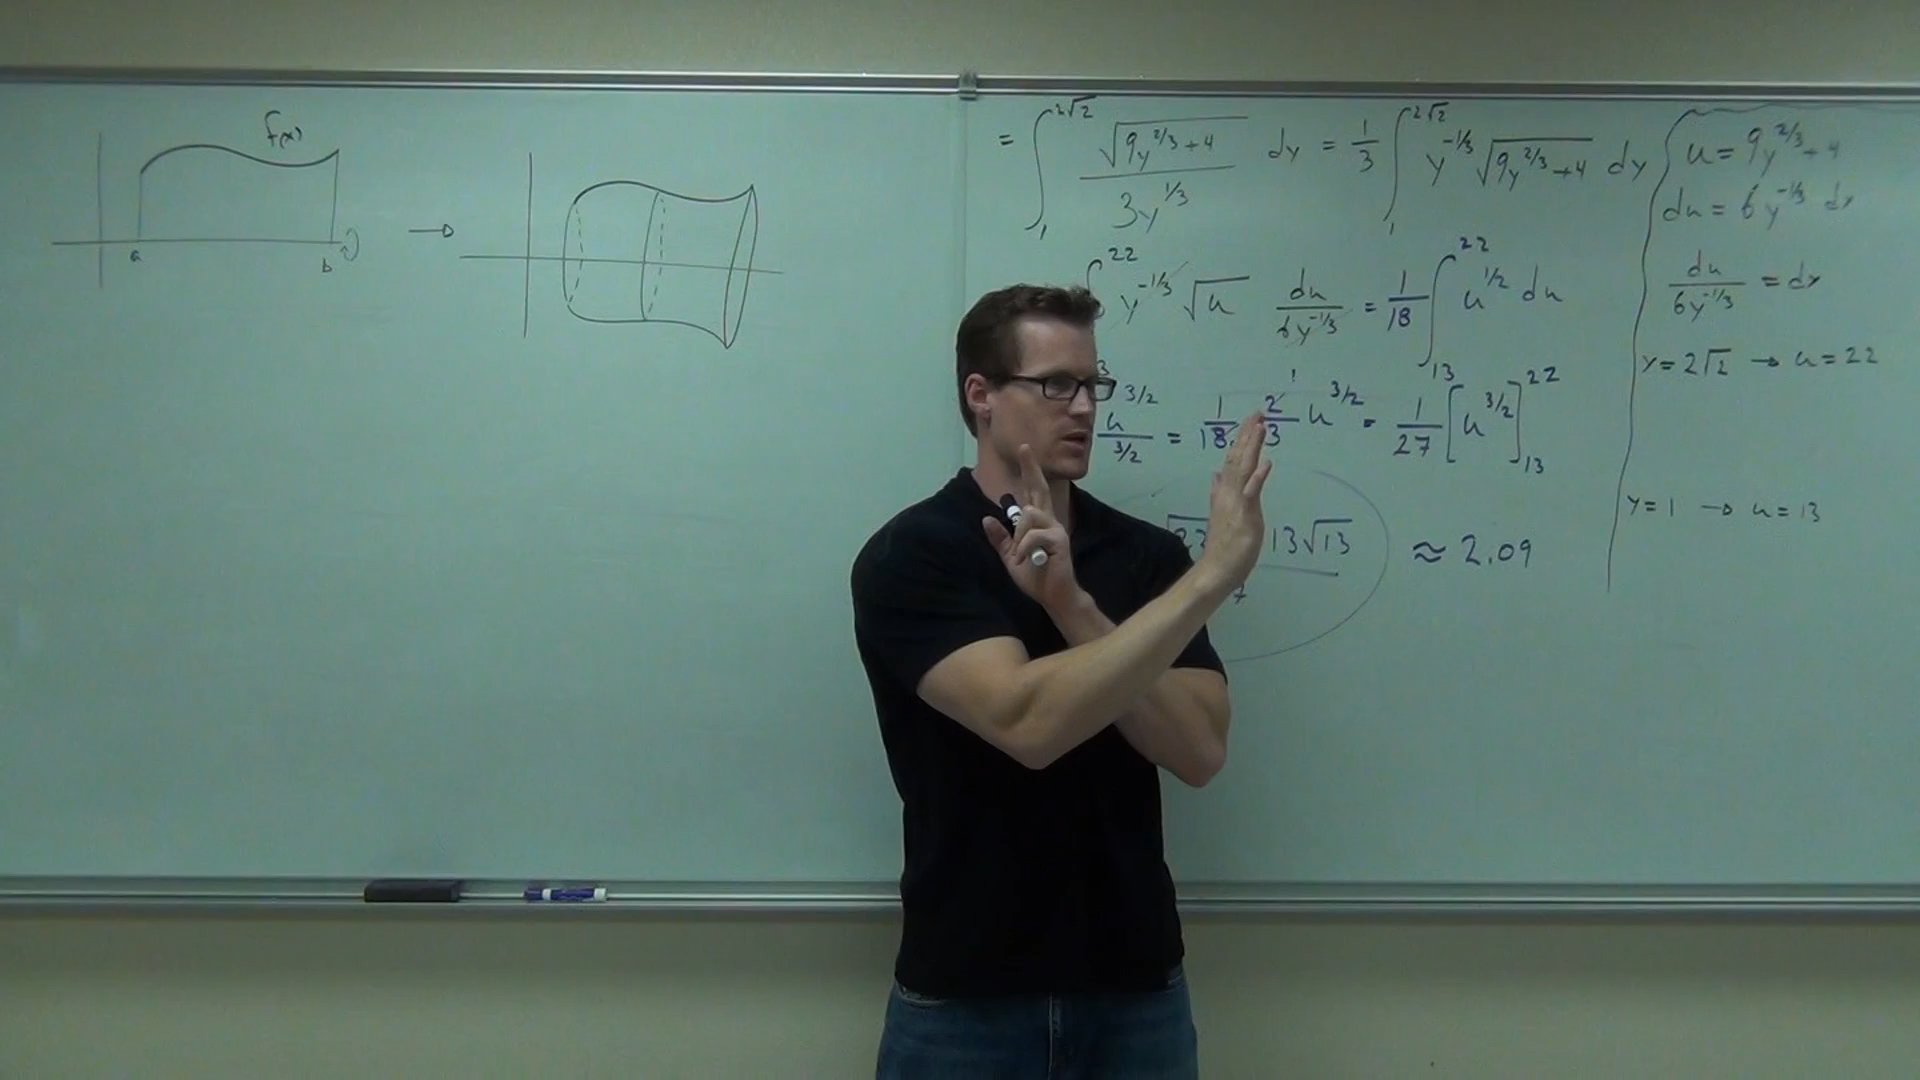 f(x)
a
b
= ∫₁^{2√2} √(9y^{2/3}+4) / 3y^{1/3} dy = 1/3 ∫₁^{2√2} y^{-1/3} √(9y^{2/3}+4) dy
22 y^{-1/3} √u du/6y^{-1/3} = 1/18 ∫₁₃^{22} u^{1/2} du
u^{3/2}/3/2 = 1/18 · 2/3 u^{3/2} = 1/27 [u^{3/2}]₁₃^{22}
13√13 ≈ 2.09
7
u = 9y^{2/3}+4
du = 6y^{-1/3} dy
du/6y^{-1/3} = dy
y = 2√2 → u = 22
y = 1 → u = 13